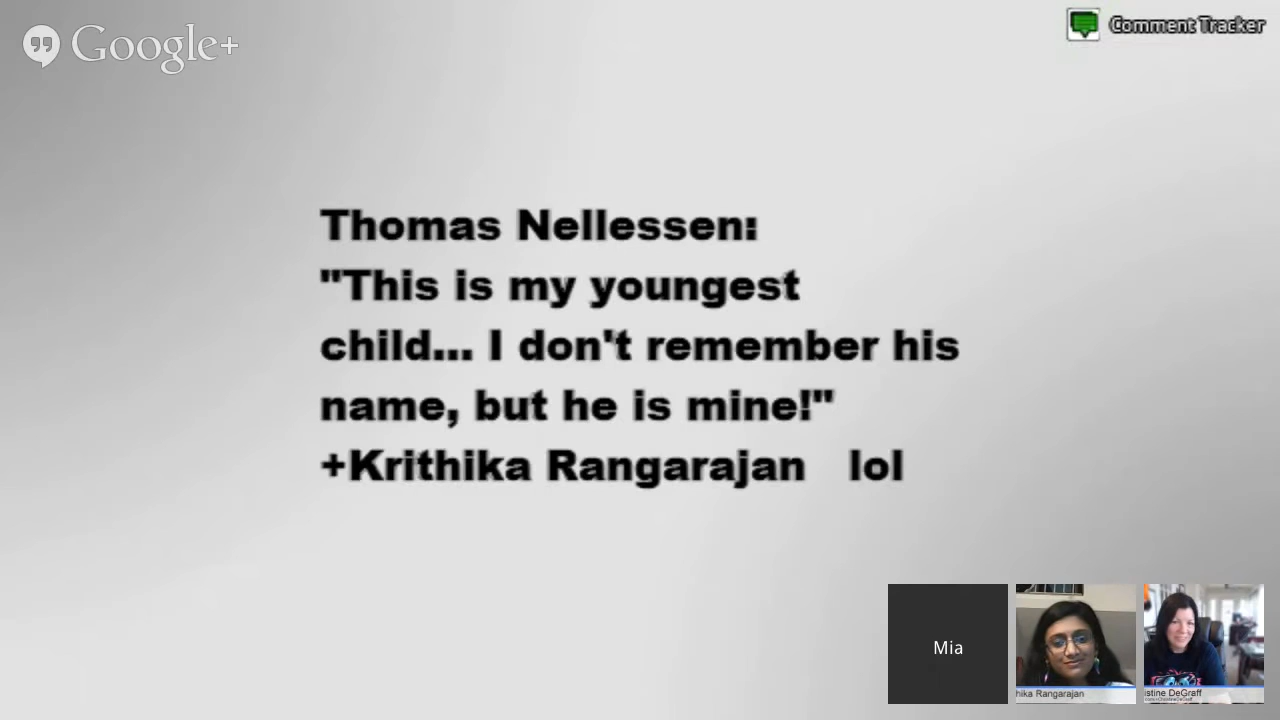 Google+
Comment Tracker
Thomas Nellessen:
"This is my youngest
child... I don't remember his
name, but he is mine!"
+Krithika Rangarajan lol
Mia
hika Rangarajan
istine DeGraff